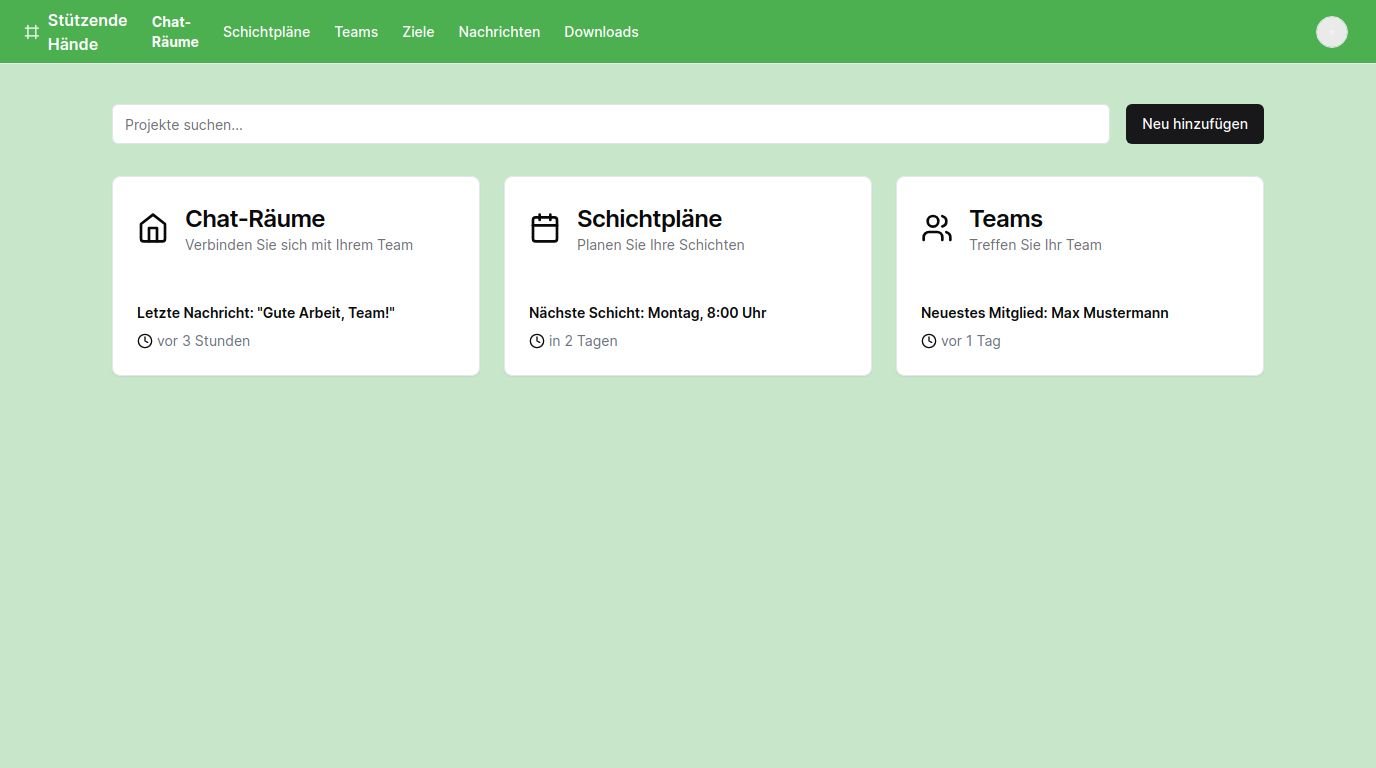 Stützende
Hände
Chat-
Räume
Schichtpläne
Teams
Ziele
Nachrichten
Downloads
Projekte suchen...
Neu hinzufügen
Chat-Räume
Verbinden Sie sich mit Ihrem Team
Letzte Nachricht: "Gute Arbeit, Team!"
vor 3 Stunden
Schichtpläne
Planen Sie Ihre Schichten
Nächste Schicht: Montag, 8:00 Uhr
in 2 Tagen
Teams
Treffen Sie Ihr Team
Neuestes Mitglied: Max Mustermann
vor 1 Tag